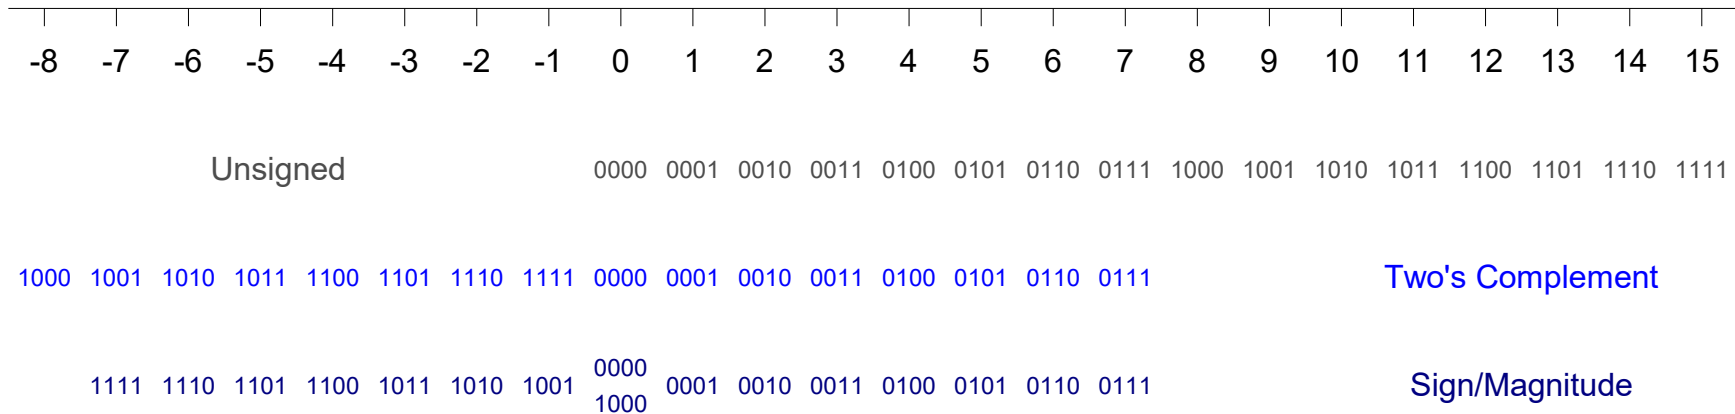 -8 -7 -6 -5 -4 -3 -2 -1 0 1 2 3 4 5 6 7 8 9 10 11 12 13 14 15
Unsigned 0000 0001 0010 0011 0100 0101 0110 0111 1000 1001 1010 1011 1100 1101 1110 1111
1000 1001 1010 1011 1100 1101 1110 1111 0000 0001 0010 0011 0100 0101 0110 0111 Two's Complement
0000
1111 1110 1101 1100 1011 1010 1001 0001 0010 0011 0100 0101 0110 0111 Sign/Magnitude
1000